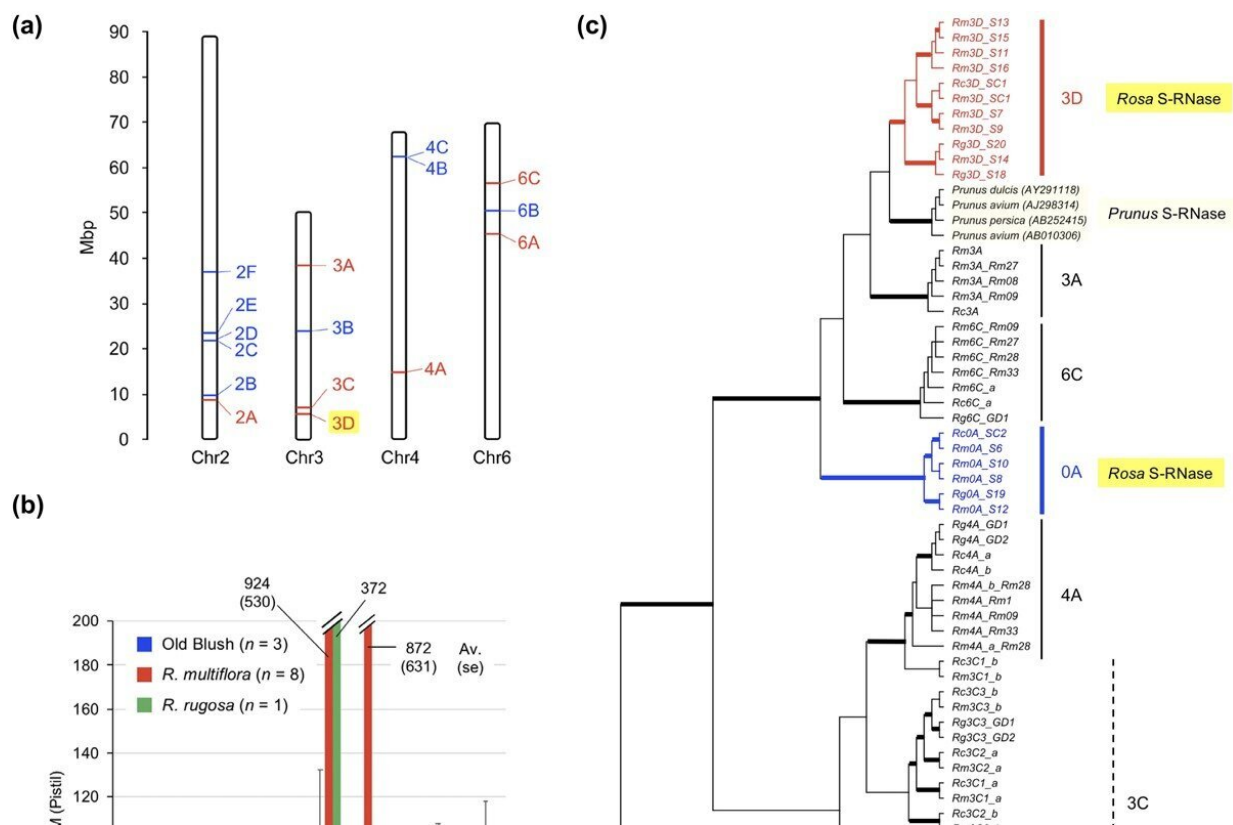 (a)
90
80
70
60
50
40
30
20
10
0
Mbp
2F
2E
2D
2C
2B
2A
3A
3B
3C
3D
4C
4B
4A
6C
6B
6A
Chr2
Chr3
Chr4
Chr6
(b)
924
(530)
372
872
(631)
Av.
(se)
200
180
160
140
120
Old Blush (n = 3)
R. multiflora (n = 8)
R. rugosa (n = 1)
(Pistil)
(c)
Rm3D_S13
Rm3D_S15
Rm3D_S11
Rm3D_S16
Rc3D_SC1
Rm3D_SC1
Rm3D_S7
Rm3D_S9
Rg3D_S20
Rm3D_S14
Rg3D_S18
3D
Rosa S-RNase
Prunus dulcis (AY291118)
Prunus avium (AJ298314)
Prunus persica (AB252415)
Prunus avium (AB010306)
Prunus S-RNase
Rm3A
Rm3A_Rm27
Rm3A_Rm08
Rm3A_Rm09
Rc3A
3A
Rm6C_Rm09
Rm6C_Rm27
Rm6C_Rm28
Rm6C_Rm33
Rm6C_a
Rc6C_a
Rg6C_GD1
6C
Rc0A_SC2
Rm0A_S6
Rm0A_S10
Rm0A_S8
Rg0A_S19
Rm0A_S12
0A
Rosa S-RNase
Rg4A_GD1
Rg4A_GD2
Rc4A_a
Rc4A_b
Rm4A_b_Rm28
Rm4A_Rm1
Rm4A_Rm09
Rm4A_Rm33
Rm4A_a_Rm28
4A
Rc3C1_b
Rm3C1_b
Rc3C3_b
Rm3C3_b
Rg3C3_GD1
Rg3C3_GD2
Rc3C2_a
Rm3C2_a
Rc3C1_a
Rm3C1_a
Rc3C2_b
3C